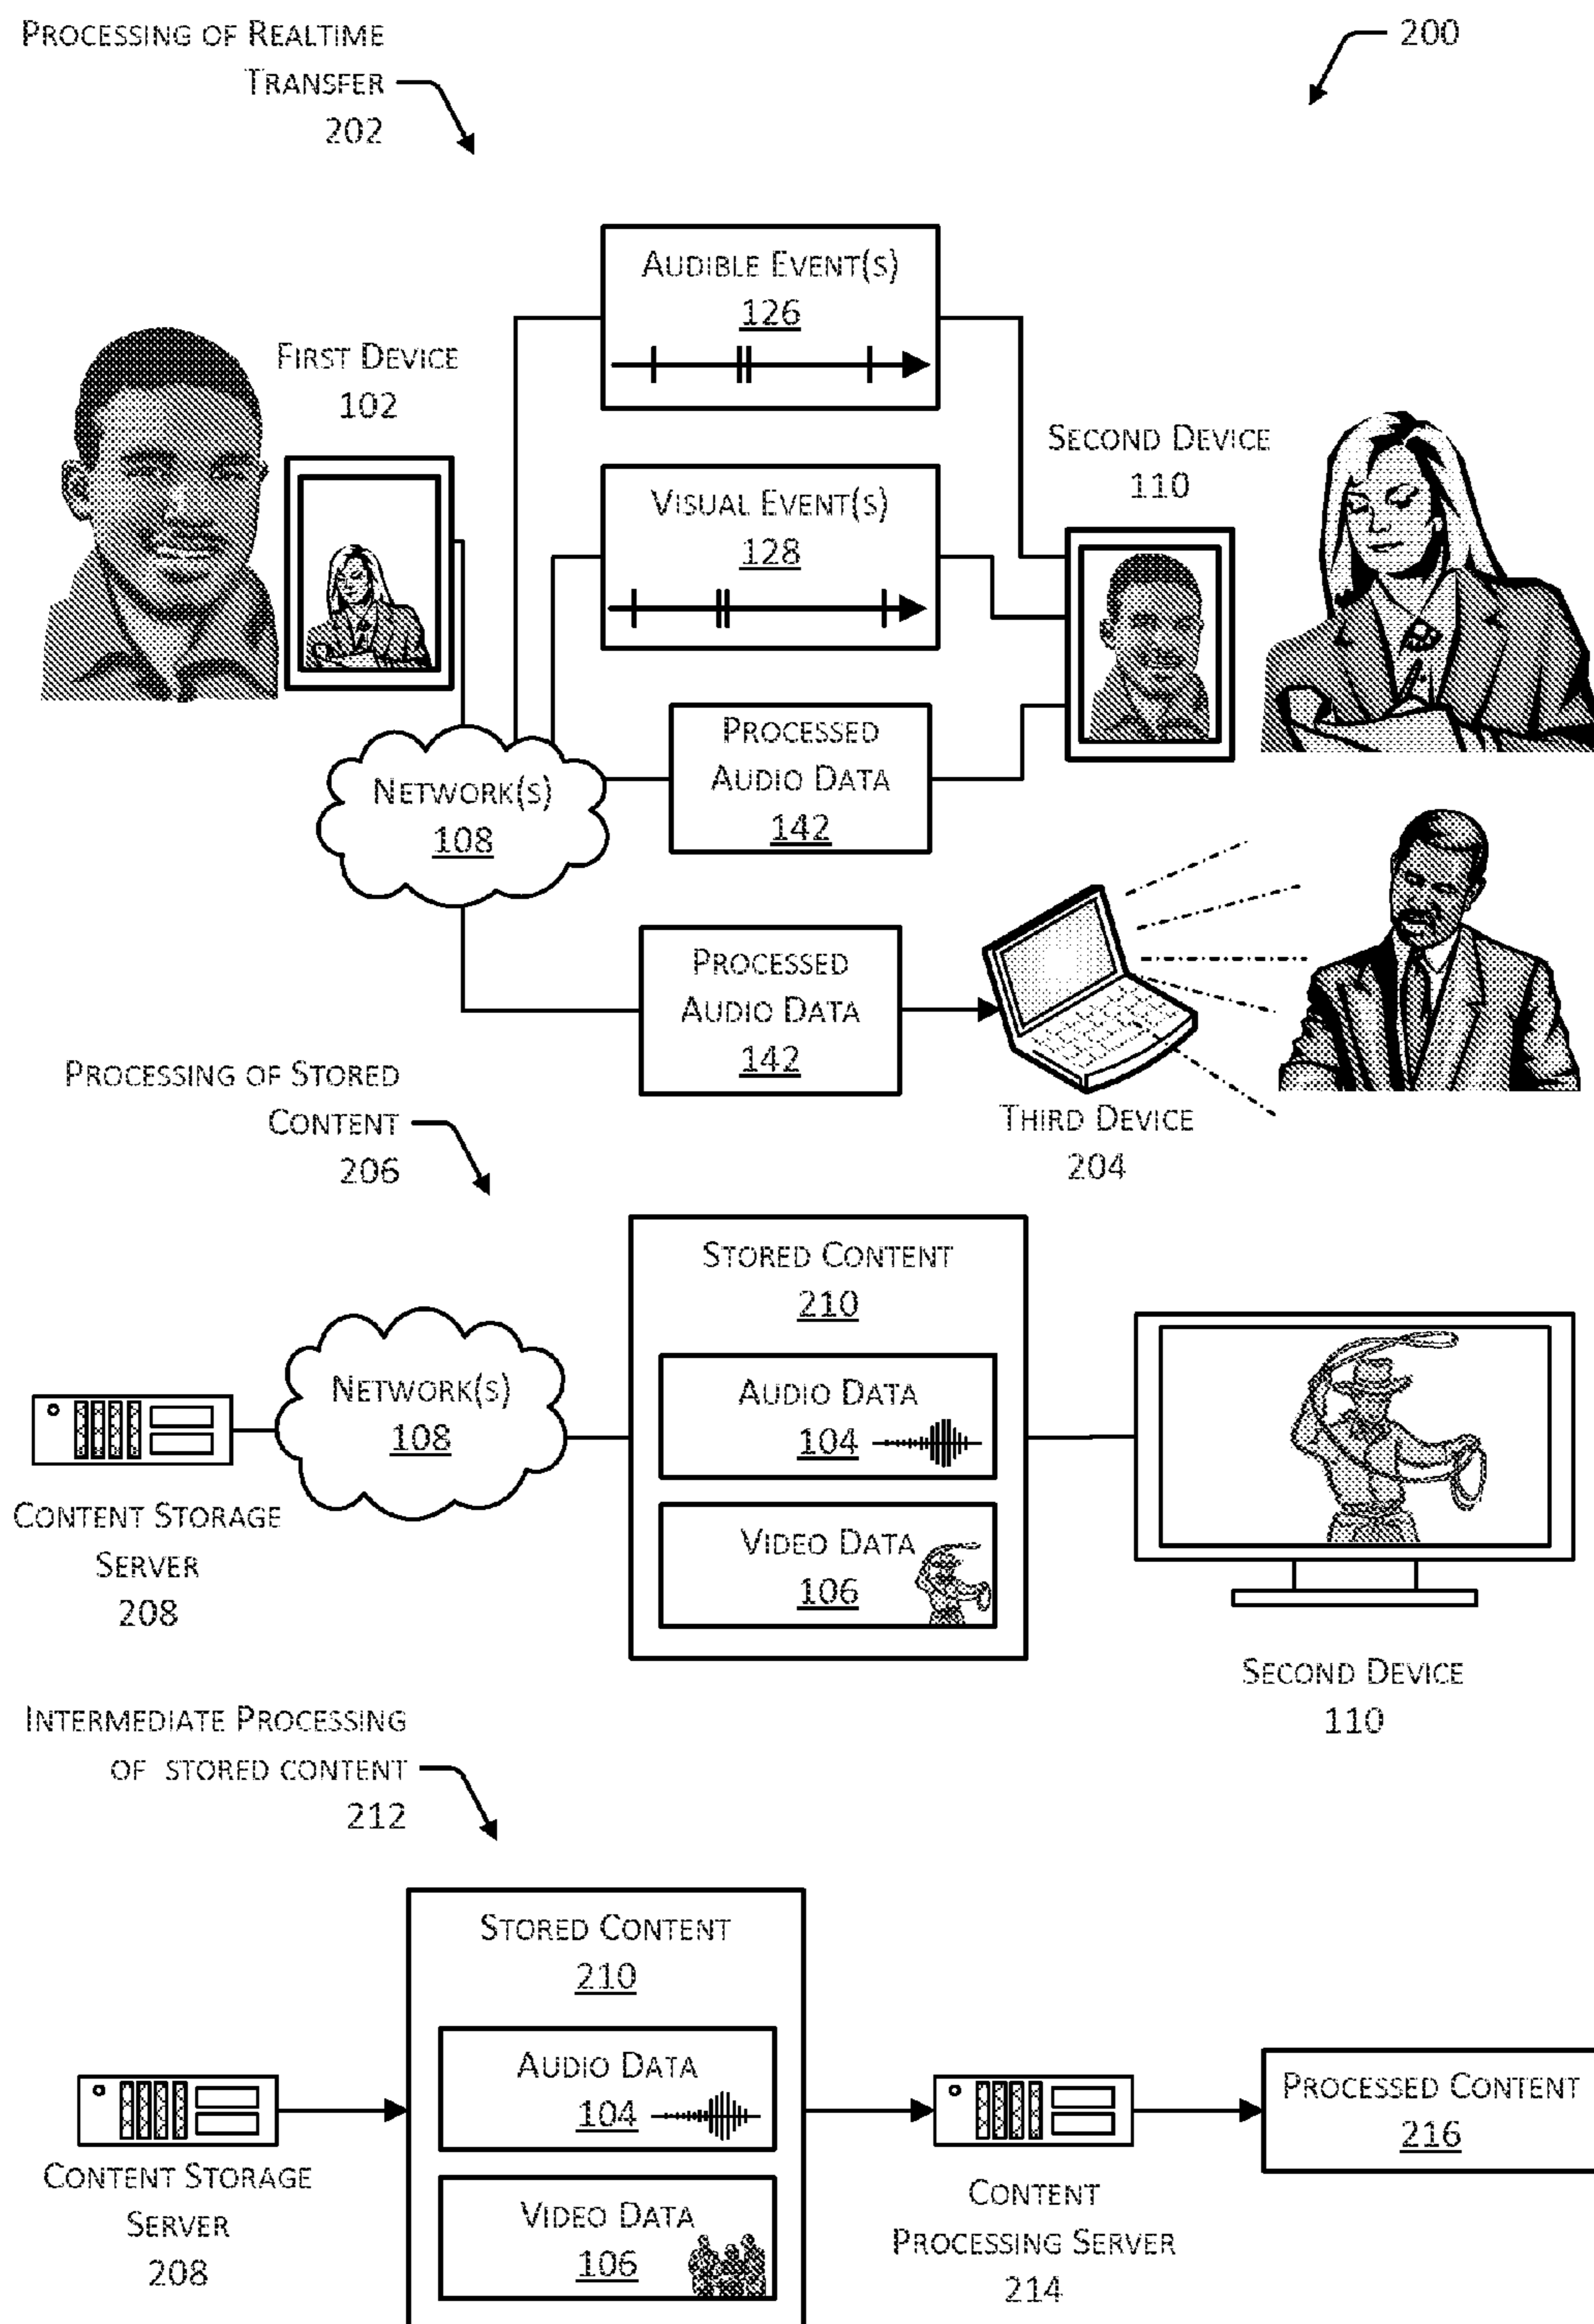 PROCESSING OF REALTIME
TRANSFER
202
200
AUDIBLE EVENT(S)
126
FIRST DEVICE
102
SECOND DEVICE
110
VISUAL EVENT(S)
128
PROCESSED
AUDIO DATA
142
NETWORK(S)
108
PROCESSED
AUDIO DATA
142
THIRD DEVICE
204
PROCESSING OF STORED
CONTENT
206
STORED CONTENT
210
NETWORK(S)
108
AUDIO DATA
104
VIDEO DATA
106
CONTENT STORAGE
SERVER
208
SECOND DEVICE
110
INTERMEDIATE PROCESSING
OF STORED CONTENT
212
STORED CONTENT
210
AUDIO DATA
104
VIDEO DATA
106
CONTENT STORAGE
SERVER
208
CONTENT
PROCESSING SERVER
214
PROCESSED CONTENT
216